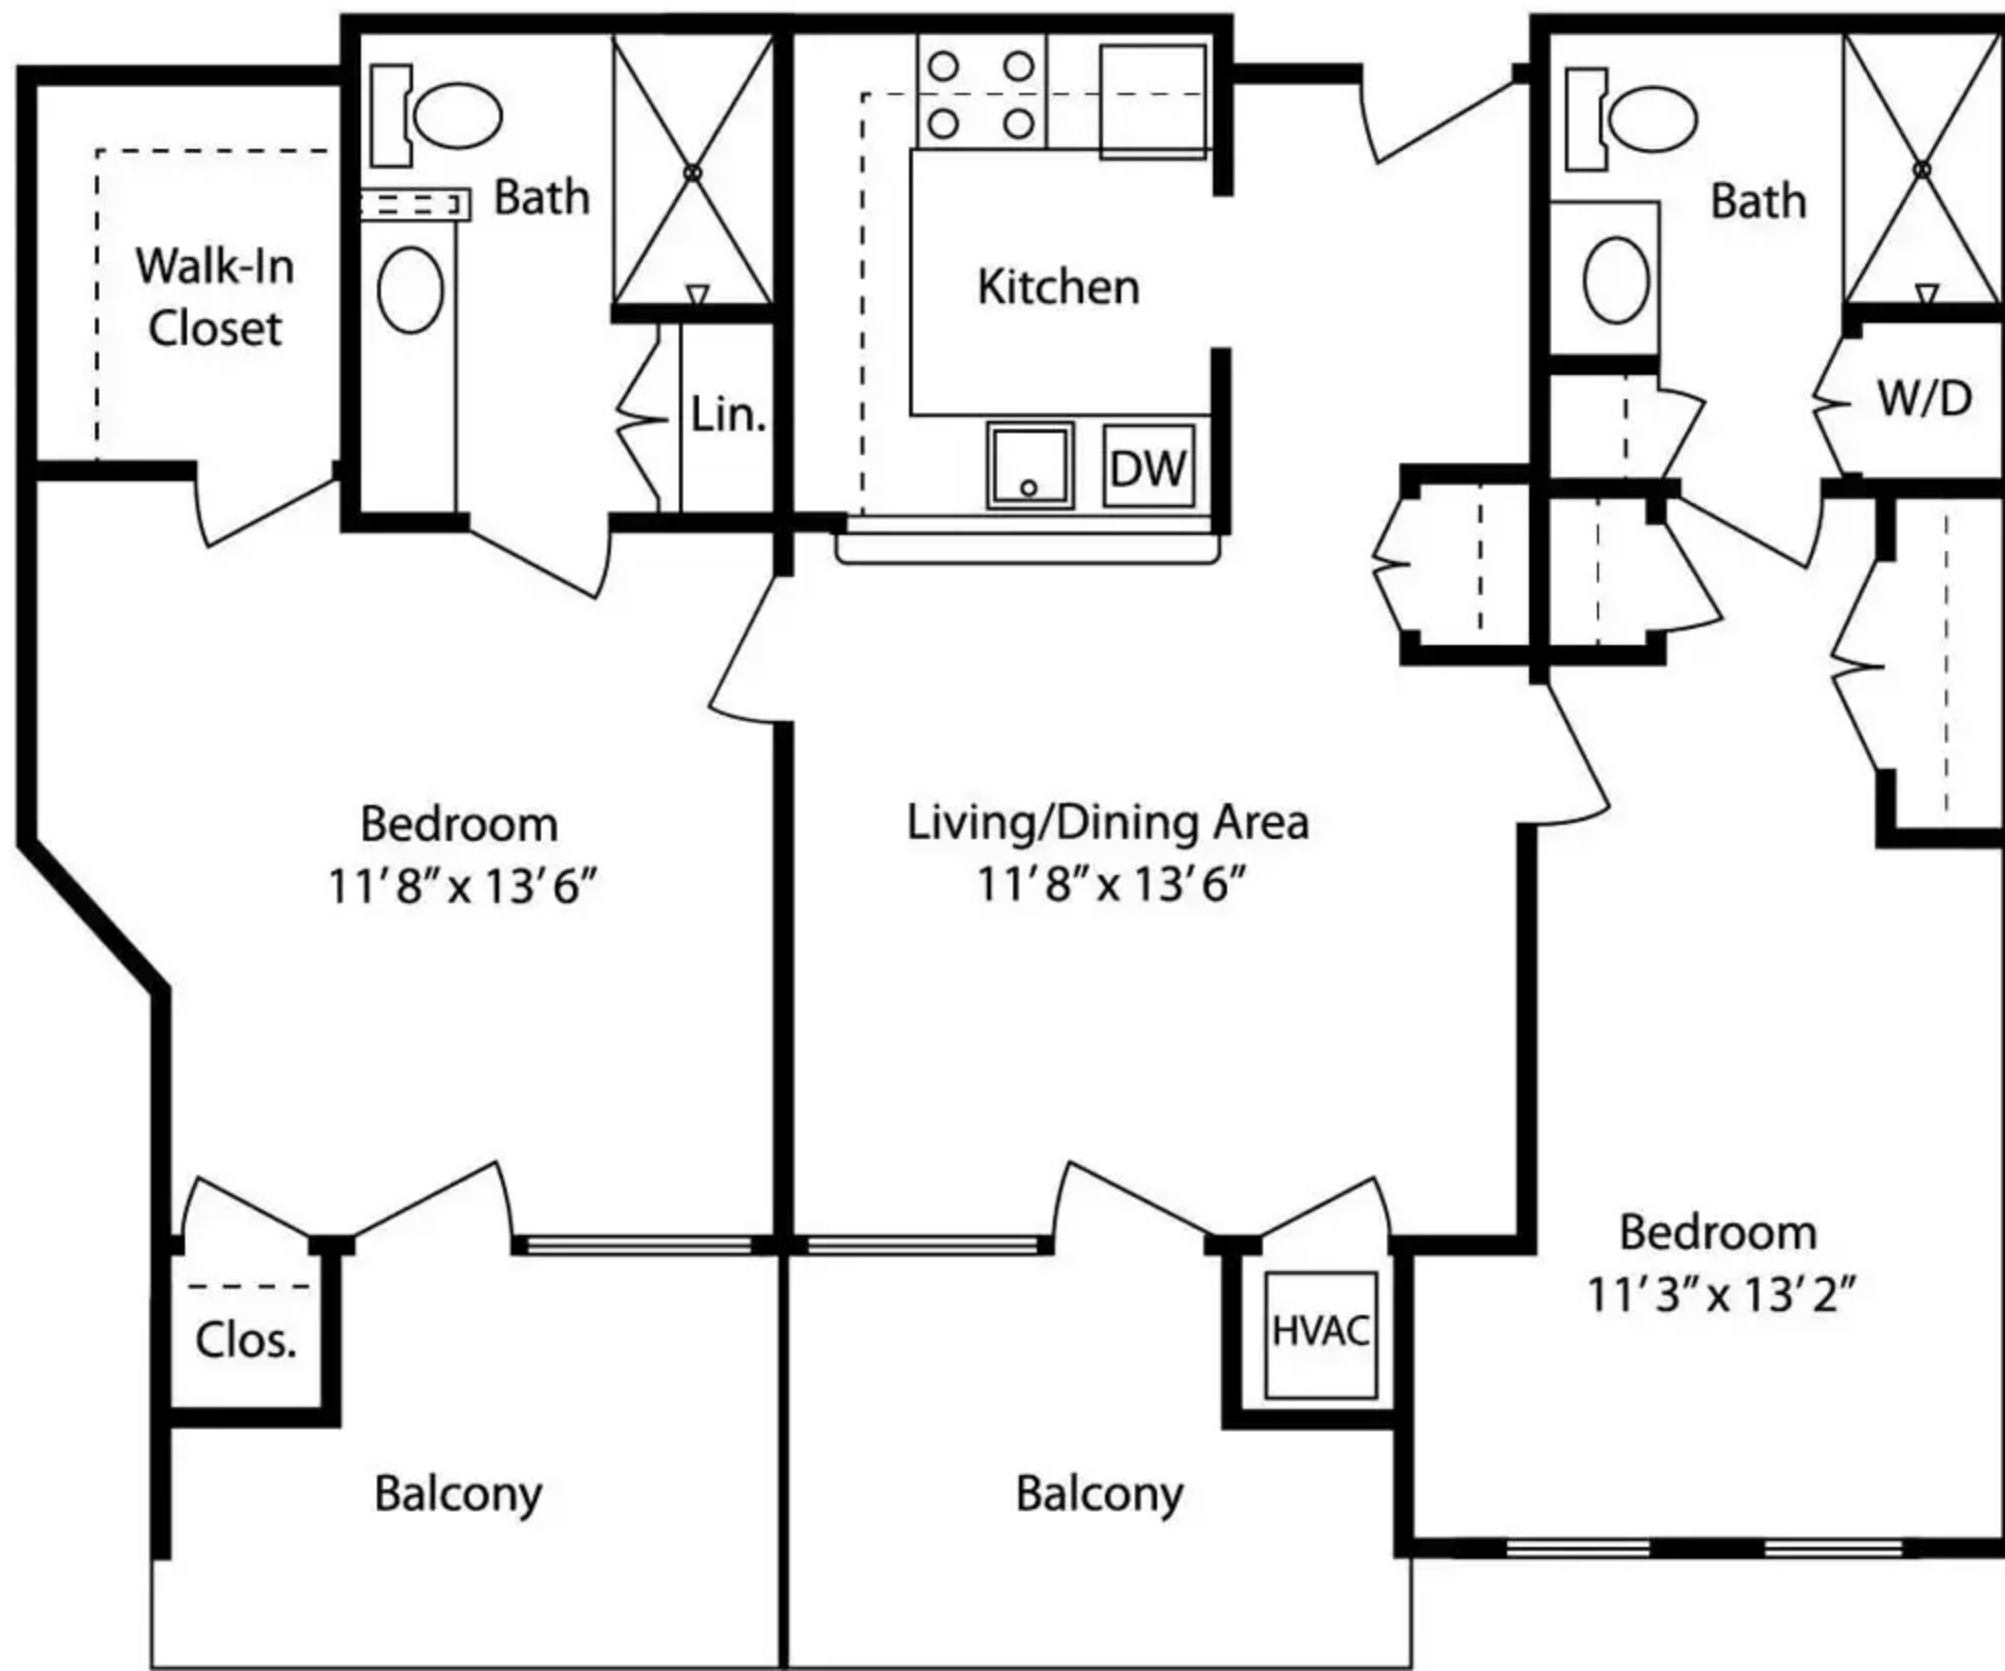 Bath
Bath
Walk-In
Closet
Kitchen
Lin.
DW
W/D
Bedroom
11′8″ x 13′6″
Living/Dining Area
11′8″ x 13′6″
Bedroom
11′3″ x 13′2″
Clos.
HVAC
Balcony
Balcony